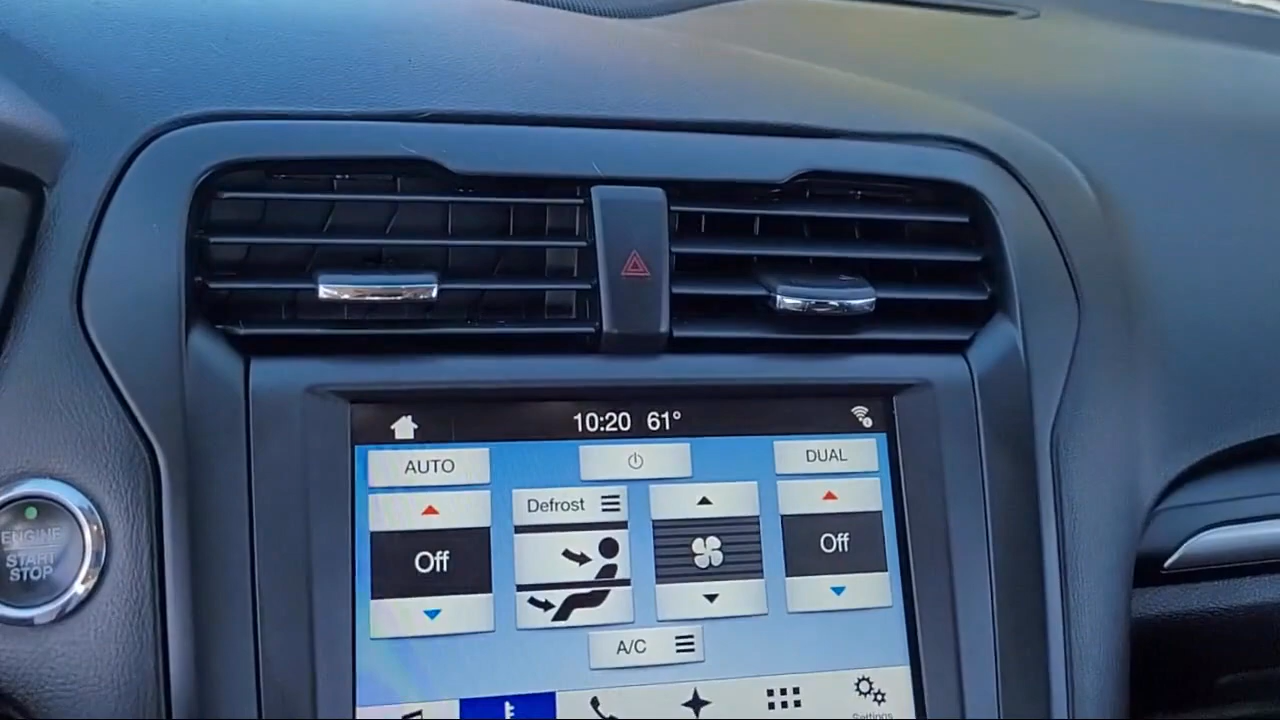 10:20 61°
AUTO
DUAL
Defrost
Off
Off
A/C
Settings
ENGINE
START
STOP